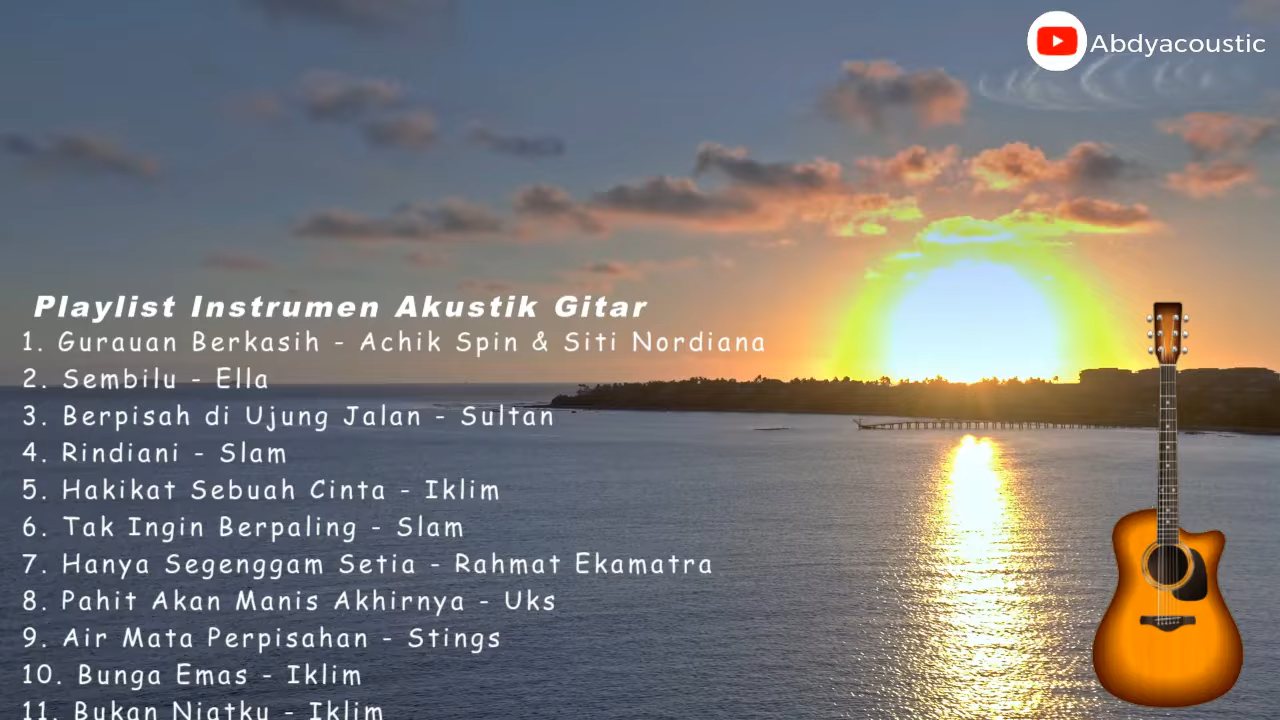 Abdyacoustic
Playlist Instrumen Akustik Gitar
1. Gurauan Berkasih - Achik Spin & Siti Nordiana
2. Sembilu - Ella
3. Berpisah di Ujung Jalan - Sultan
4. Rindiani - Slam
5. Hakikat Sebuah Cinta - Iklim
6. Tak Ingin Berpaling - Slam
7. Hanya Segenggam Setia - Rahmat Ekamatra
8. Pahit Akan Manis Akhirnya - Uks
9. Air Mata Perpisahan - Stings
10. Bunga Emas - Iklim
11. Bukan Niatku - Iklim